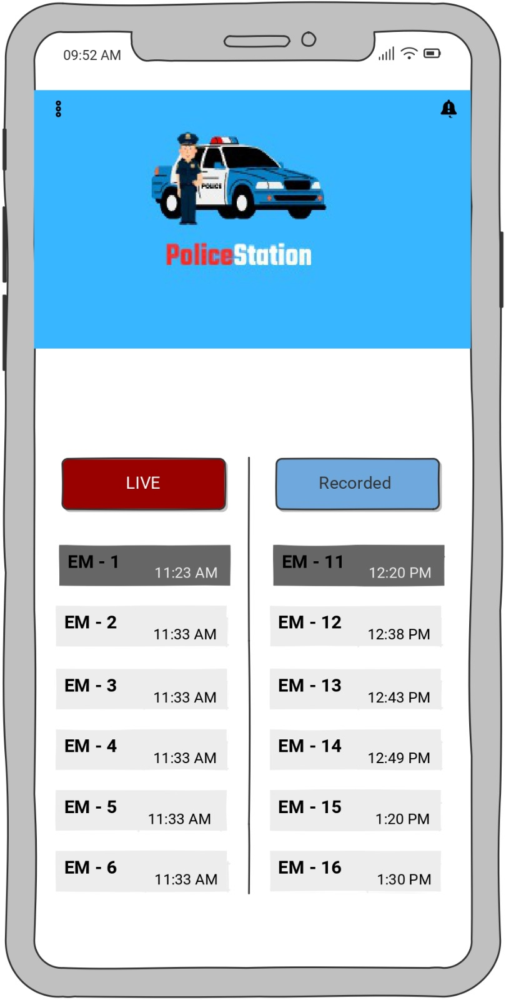 09:52 AM
POLICE
PoliceStation
LIVE
EM - 1
11:23 AM
EM - 2
11:33 AM
EM - 3
11:33 AM
EM - 4
11:33 AM
EM - 5
11:33 AM
EM - 6
11:33 AM
Recorded
EM - 11
12:20 PM
EM - 12
12:38 PM
EM - 13
12:43 PM
EM - 14
12:49 PM
EM - 15
1:20 PM
EM - 16
1:30 PM